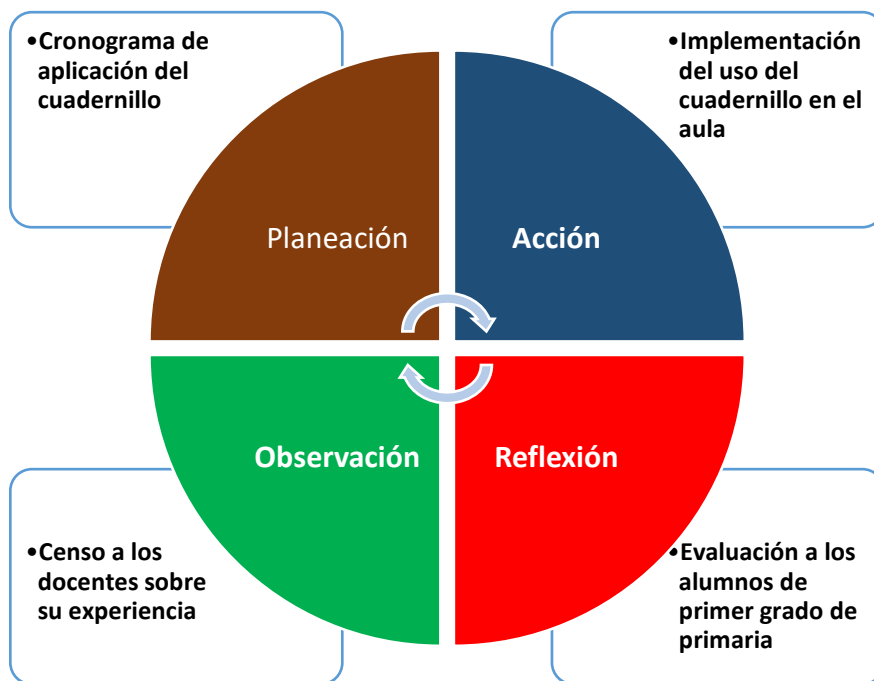 •Cronograma de
aplicación del
cuadernillo
•Implementación
del uso del
cuadernillo en el
aula
Planeación
Acción
Observación
Reflexión
•Censo a los
docentes sobre
su experiencia
•Evaluación a los
alumnos de
primer grado de
primaria